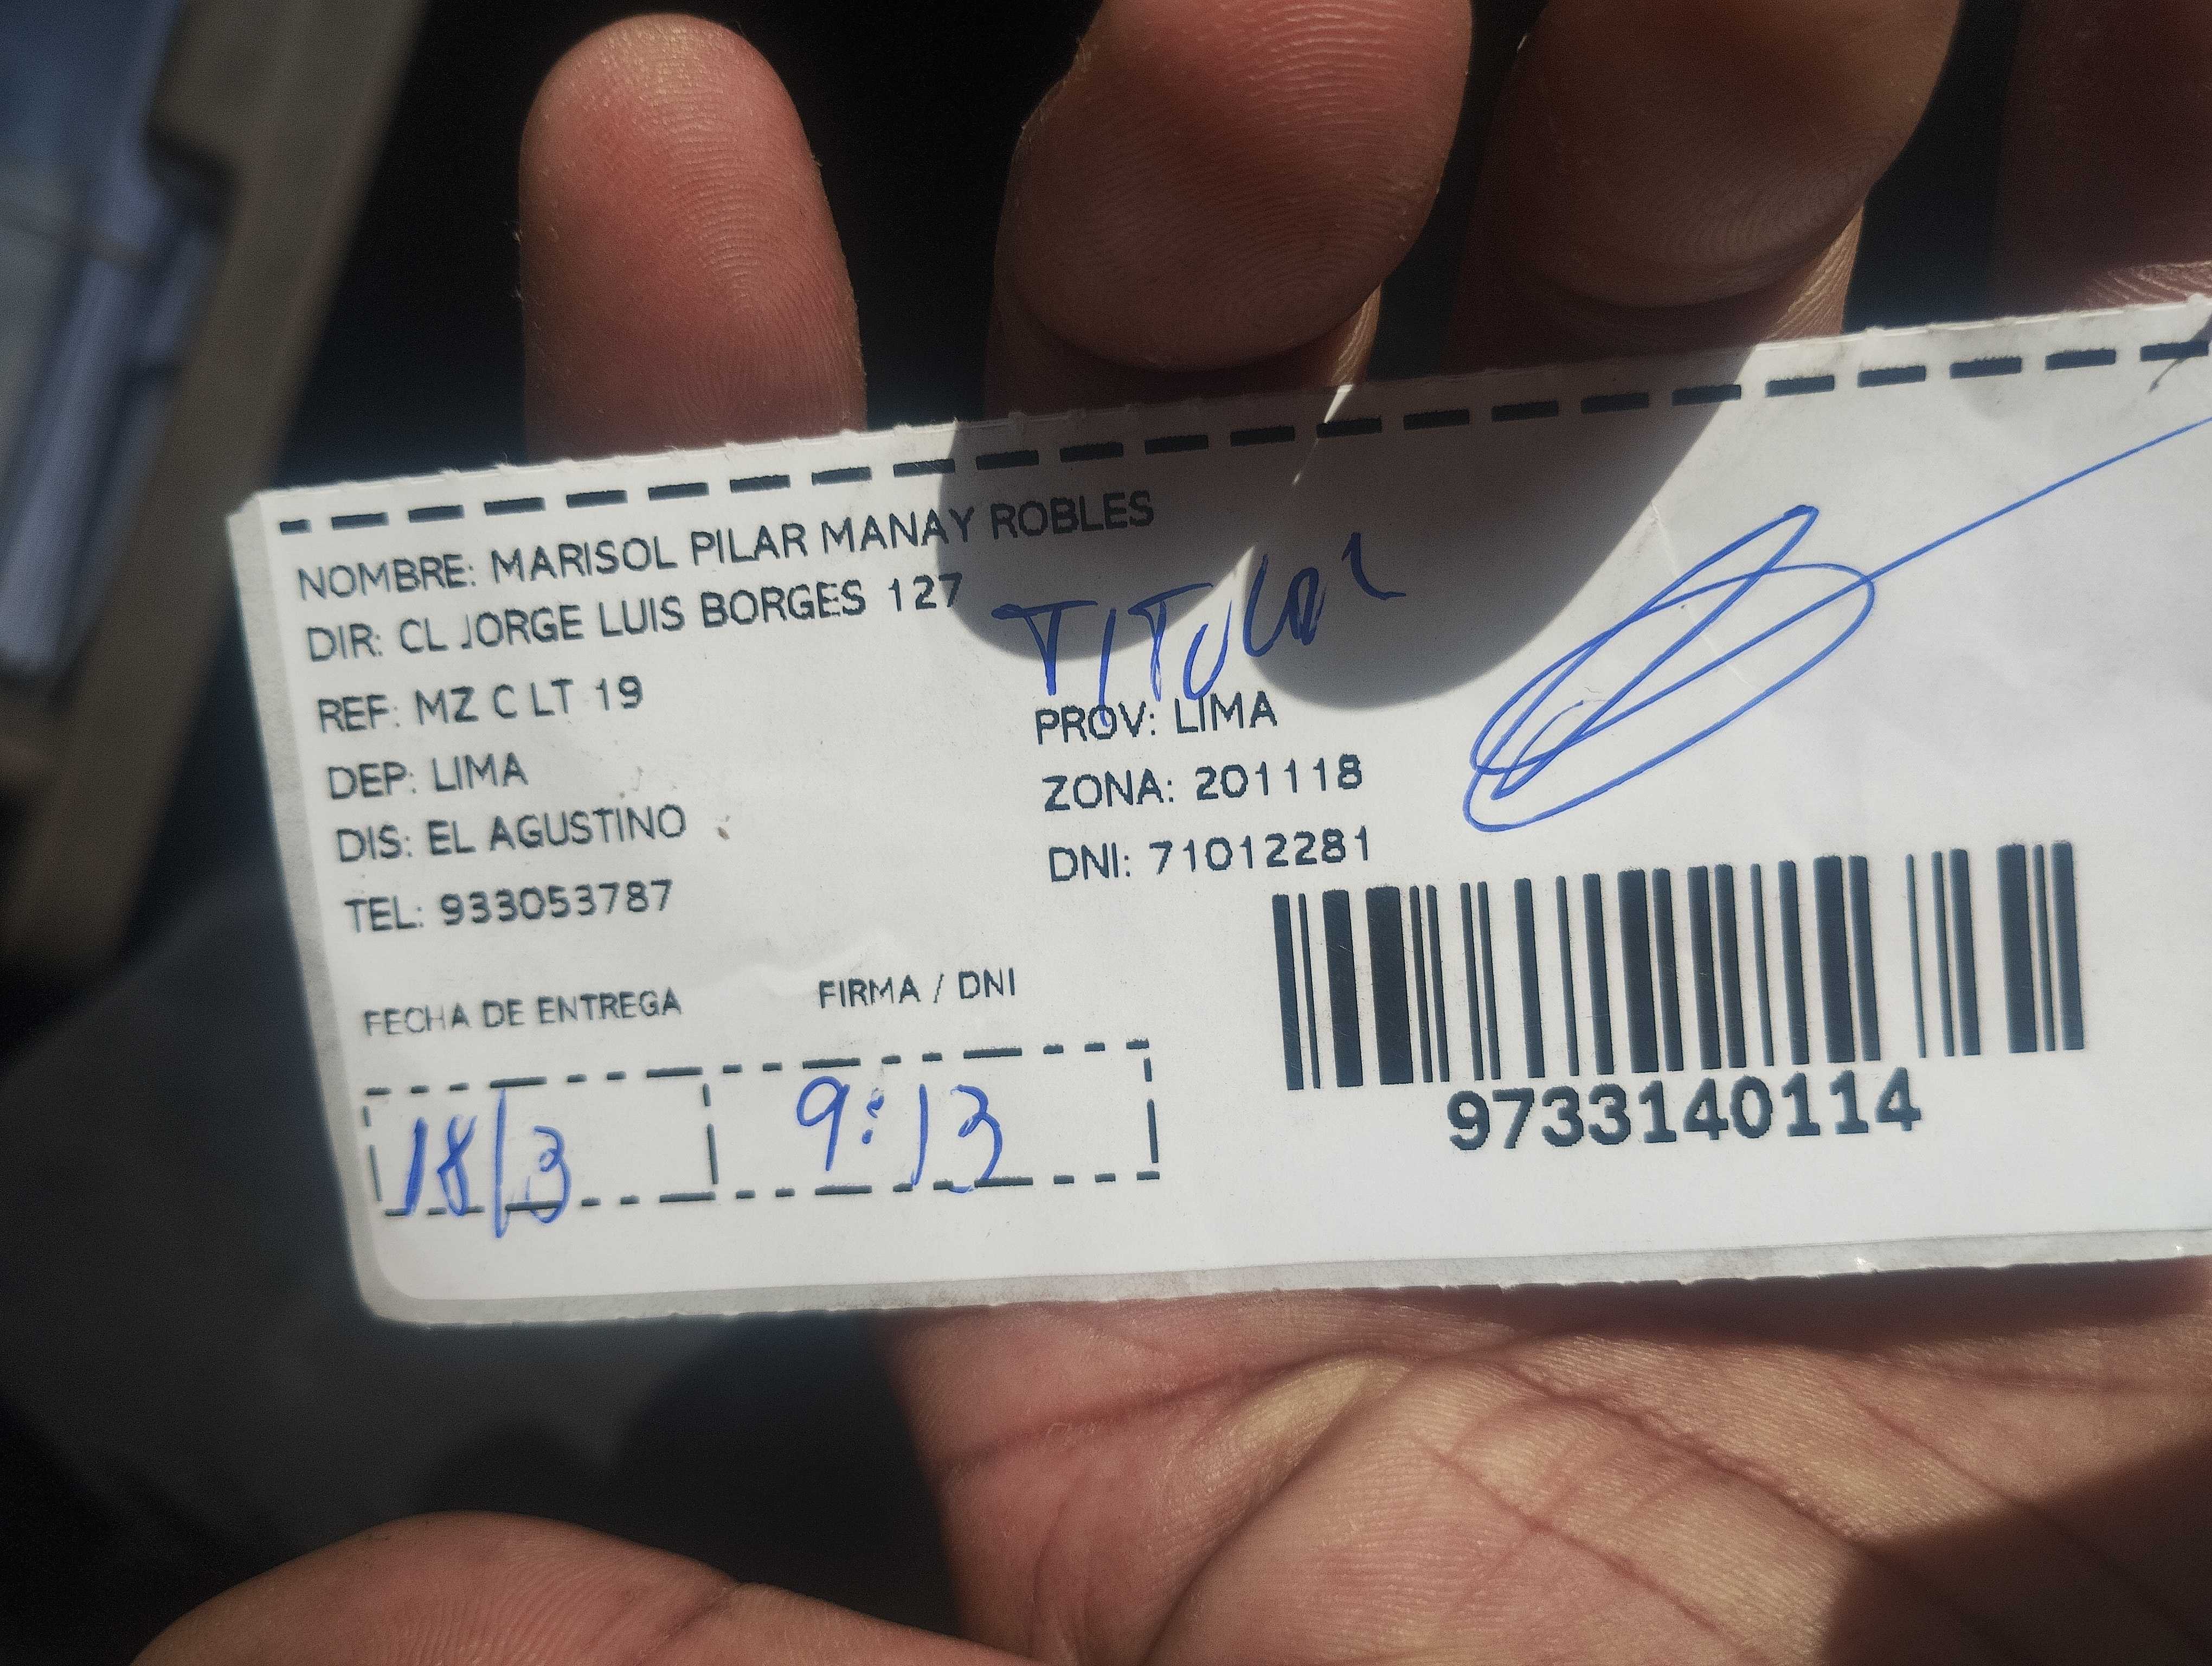 NOMBRE: MARISOL PILAR MANAY ROBLES
DIR: CL JORGE LUIS BORGES 127
TITULAR
REF: MZ C LT 19
DEP: LIMA
PROV: LIMA
DIS: EL AGUSTINO
ZONA: 201118
TEL: 933053787
DNI: 71012281
FECHA DE ENTREGA
FIRMA / DNI
18/3
9:13
9733140114